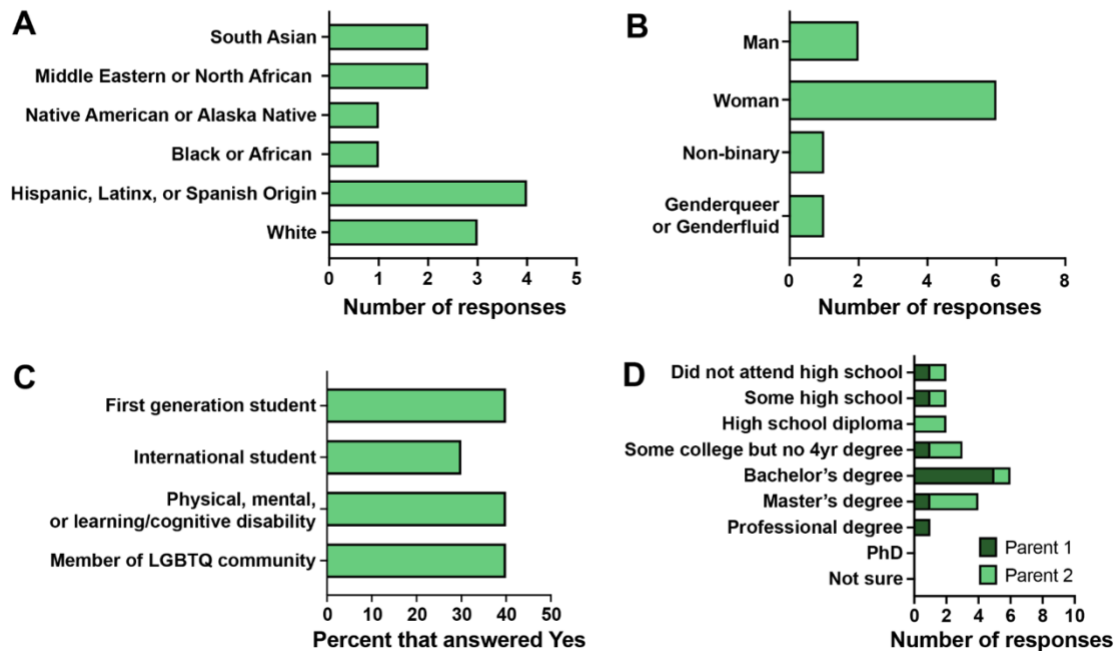 A
South Asian
Middle Eastern or North African
Native American or Alaska Native
Black or African
Hispanic, Latinx, or Spanish Origin
White
0 1 2 3 4 5
Number of responses
B
Man
Woman
Non-binary
Genderqueer
or Genderfluid
0 2 4 6 8
Number of responses
C
First generation student
International student
Physical, mental,
or learning/cognitive disability
Member of LGBTQ community
0 10 20 30 40 50
Percent that answered Yes
D
Did not attend high school
Some high school
High school diploma
Some college but no 4yr degree
Bachelor's degree
Master's degree
Professional degree
PhD
Not sure
Parent 1
Parent 2
0 2 4 6 8 10
Number of responses